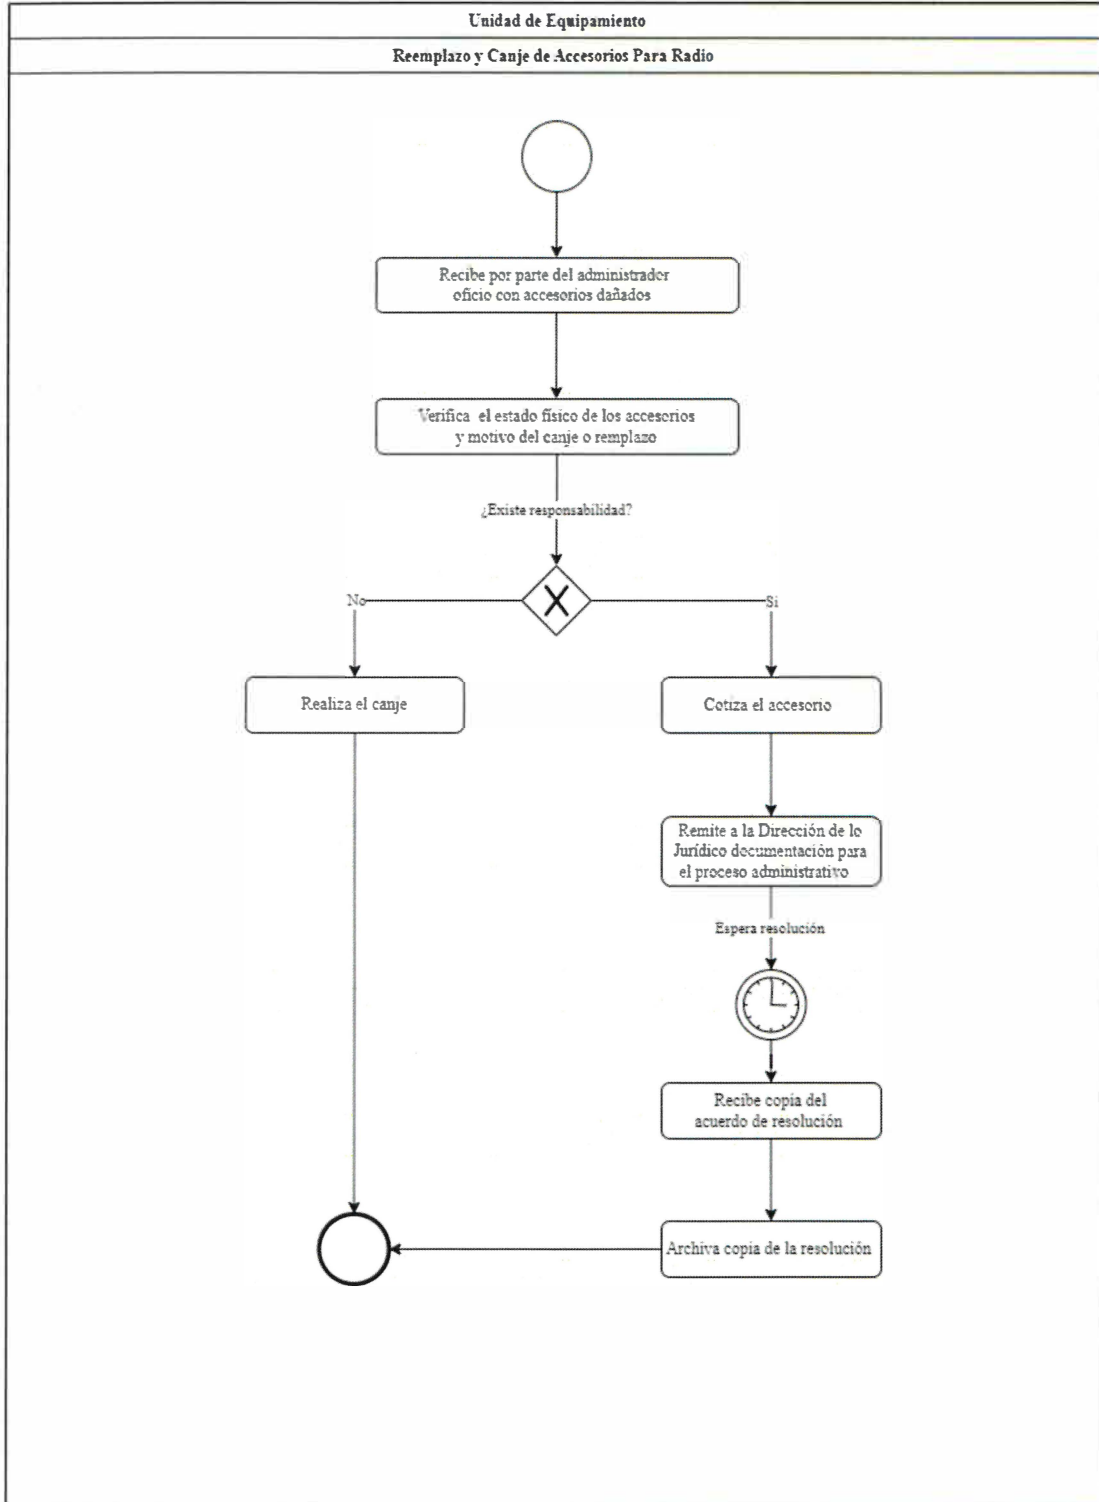 Unidad de Equipamiento
Reemplazo y Canje de Accesorios Para Radio
Recibe por parte del administrador
oficio con accesorios dañados
Verifica el estado físico de los accesorios
y motivo del canje o remplazo
¿Existe responsabilidad?
No
Si
Realiza el canje
Cotiza el accesorio
Remite a la Dirección de lo
Jurídico documentación para
el proceso administrativo
Espera resolución
Recibe copia del
acuerdo de resolución
Archiva copia de la resolución